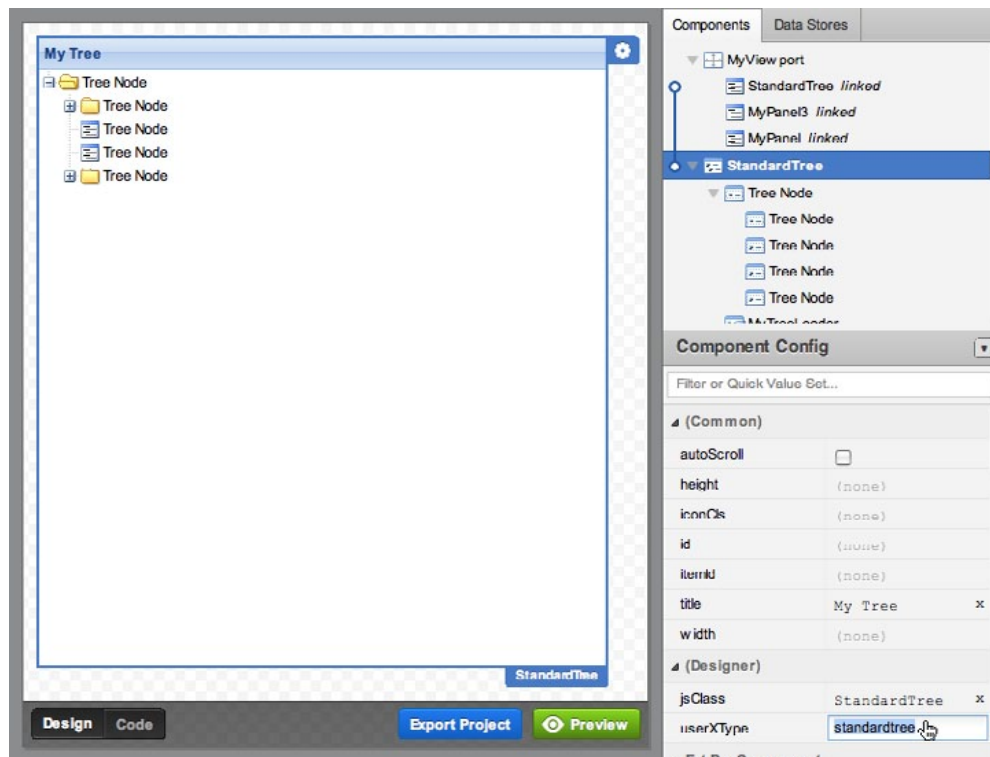 My Tree
Tree Node
Tree Node
Tree Node
Tree Node
Tree Node
StandardTree
Design Code
Export Project
Preview
Components Data Stores
MyViewport
StandardTree linked
MyPanel3 linked
MyPanel linked
StandardTree
Tree Node
Tree Node
Tree Node
Tree Node
Tree Node
MyTreeLoader
Component Config
Filter or Quick Value Set...
(Common)
autoScroll
height (none)
iconCls (none)
id (none)
itemId (none)
title My Tree x
width (none)
(Designer)
jsClass StandardTree x
userXType standardtree